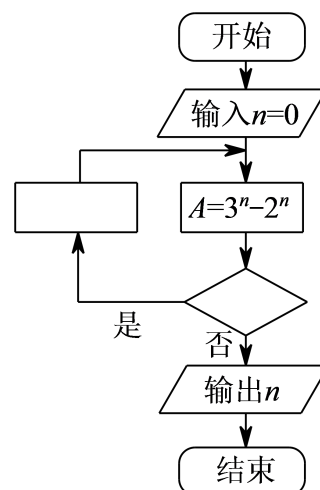 开始
输入n=0
A=3ⁿ-2ⁿ
是
否
输出n
结束